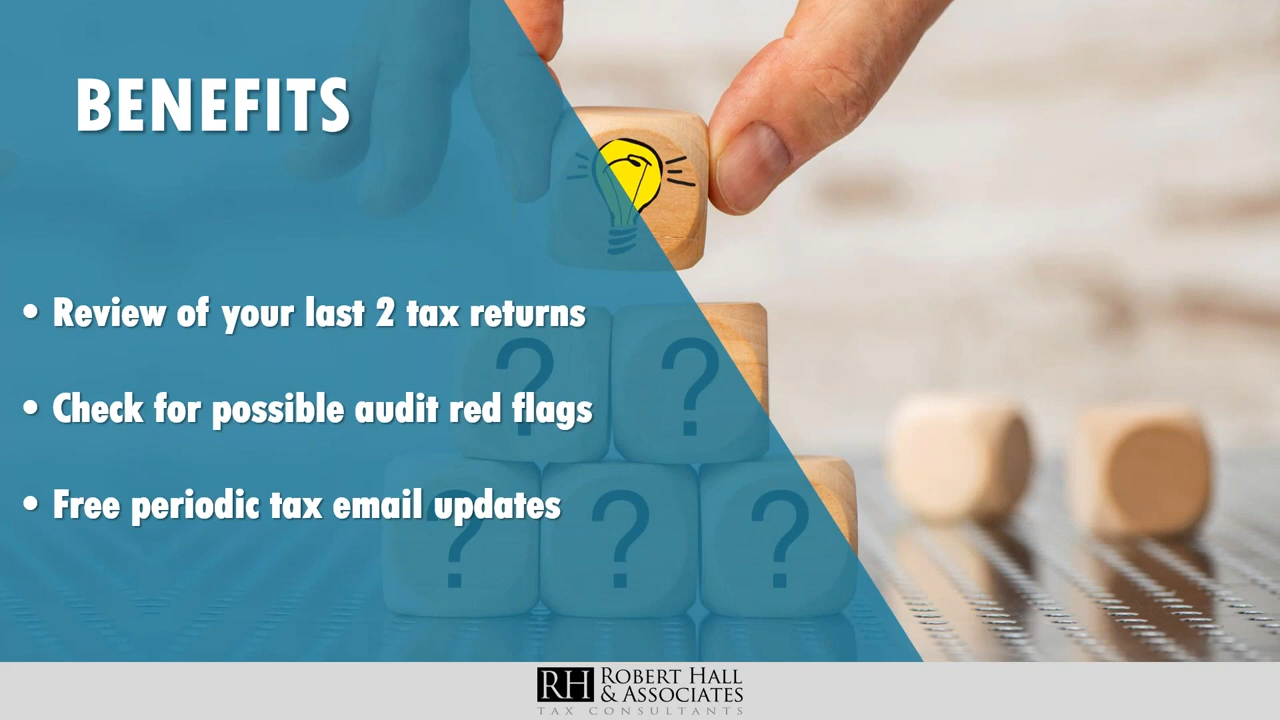 BENEFITS
• Review of your last 2 tax returns
• Check for possible audit red flags
• Free periodic tax email updates
?
?
?
?
?
RH
ROBERT HALL
& ASSOCIATES
TAX CONSULTANTS